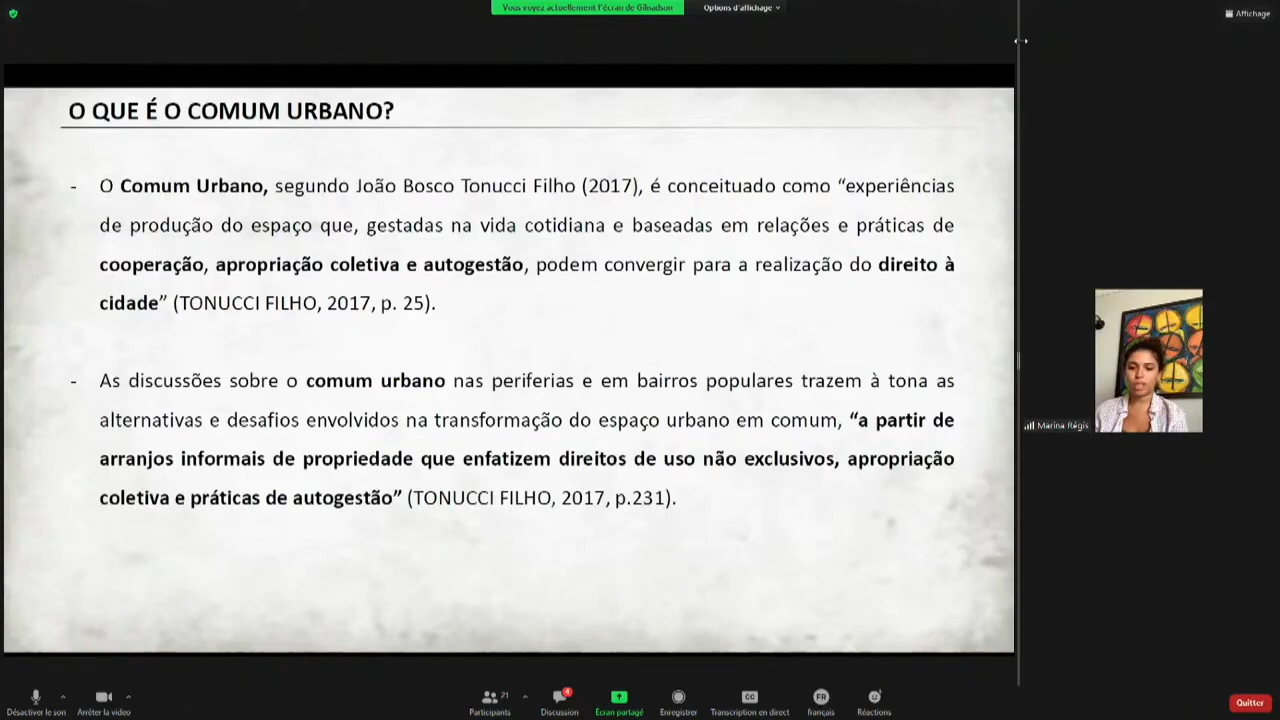 Vous voyez actuellement l'écran de Gilnadson
Options d'affichage
Affichage
O QUE É O COMUM URBANO?
- O Comum Urbano, segundo João Bosco Tonucci Filho (2017), é conceituado como “experiências
de produção do espaço que, gestadas na vida cotidiana e baseadas em relações e práticas de
cooperação, apropriação coletiva e autogestão, podem convergir para a realização do direito à
cidade” (TONUCCI FILHO, 2017, p. 25).
- As discussões sobre o comum urbano nas periferias e em bairros populares trazem à tona as
alternativas e desafios envolvidos na transformação do espaço urbano em comum, “a partir de
arranjos informais de propriedade que enfatizem direitos de uso não exclusivos, apropriação
coletiva e práticas de autogestão” (TONUCCI FILHO, 2017, p.231).
Marina Régis
Désactiver le son
Arrêter la vidéo
21
Participants
4
Discussion
Écran partagé
Enregistrer
CC
Transcription en direct
FR
français
Réactions
Quitter